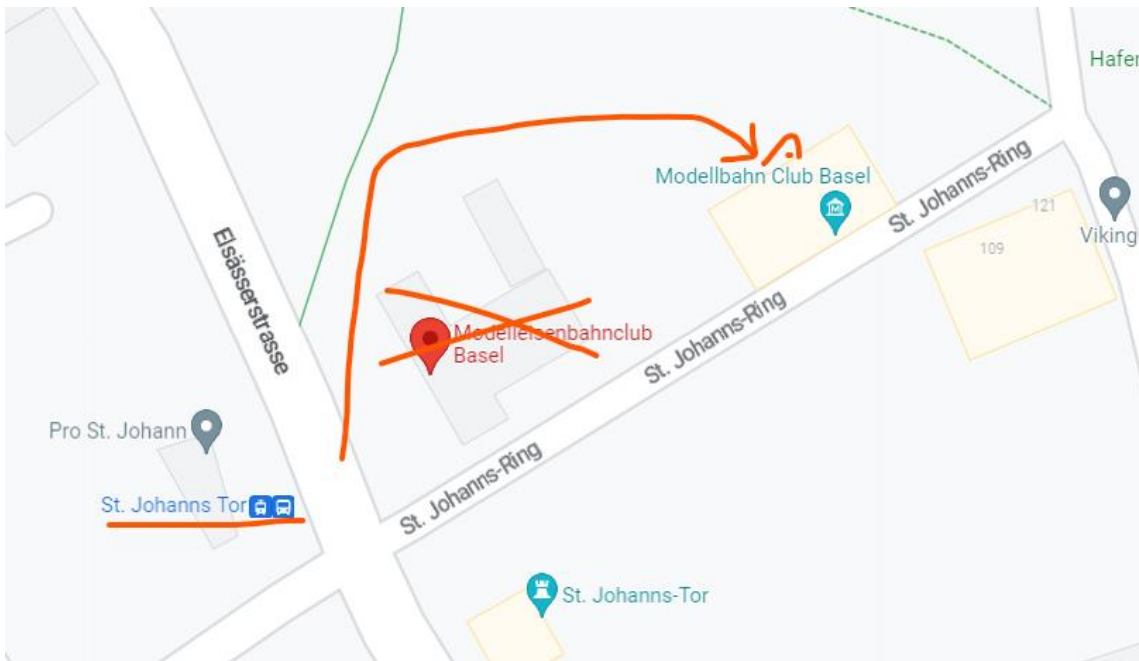 Hafen
Modellbahn Club Basel
St. Johanns-Ring
121
109
Viking
Elsässerstrasse
Modelleisenbahnclub
Basel
St. Johanns-Ring
Pro St. Johann
St. Johanns-Ring
St. Johanns Tor
St. Johanns-Tor